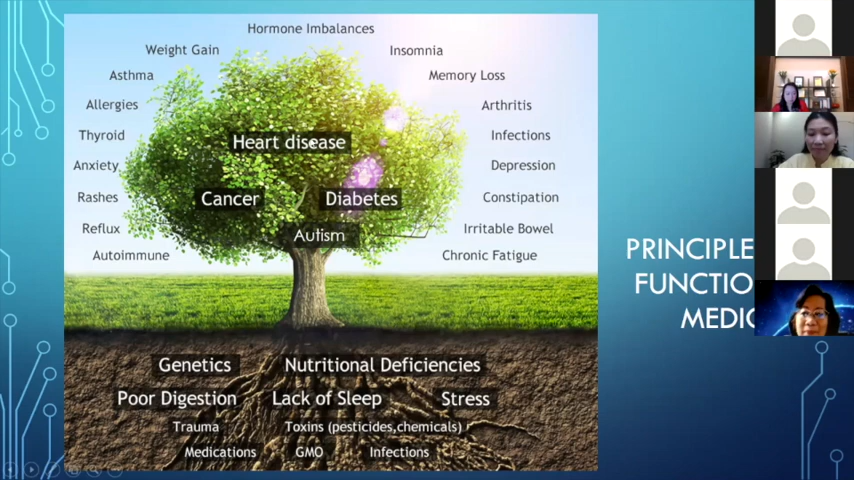 Hormone Imbalances
Weight Gain
Insomnia
Asthma
Memory Loss
Allergies
Arthritis
Thyroid
Heart disease
Infections
Anxiety
Depression
Rashes
Cancer
Diabetes
Constipation
Reflux
Autism
Irritable Bowel
Autoimmune
Chronic Fatigue
PRINCIPLE
FUNCTIO
MEDIC
Genetics
Nutritional Deficiencies
Poor Digestion
Lack of Sleep
Stress
Trauma
Toxins (pesticides,chemicals)
Medications
GMO
Infections